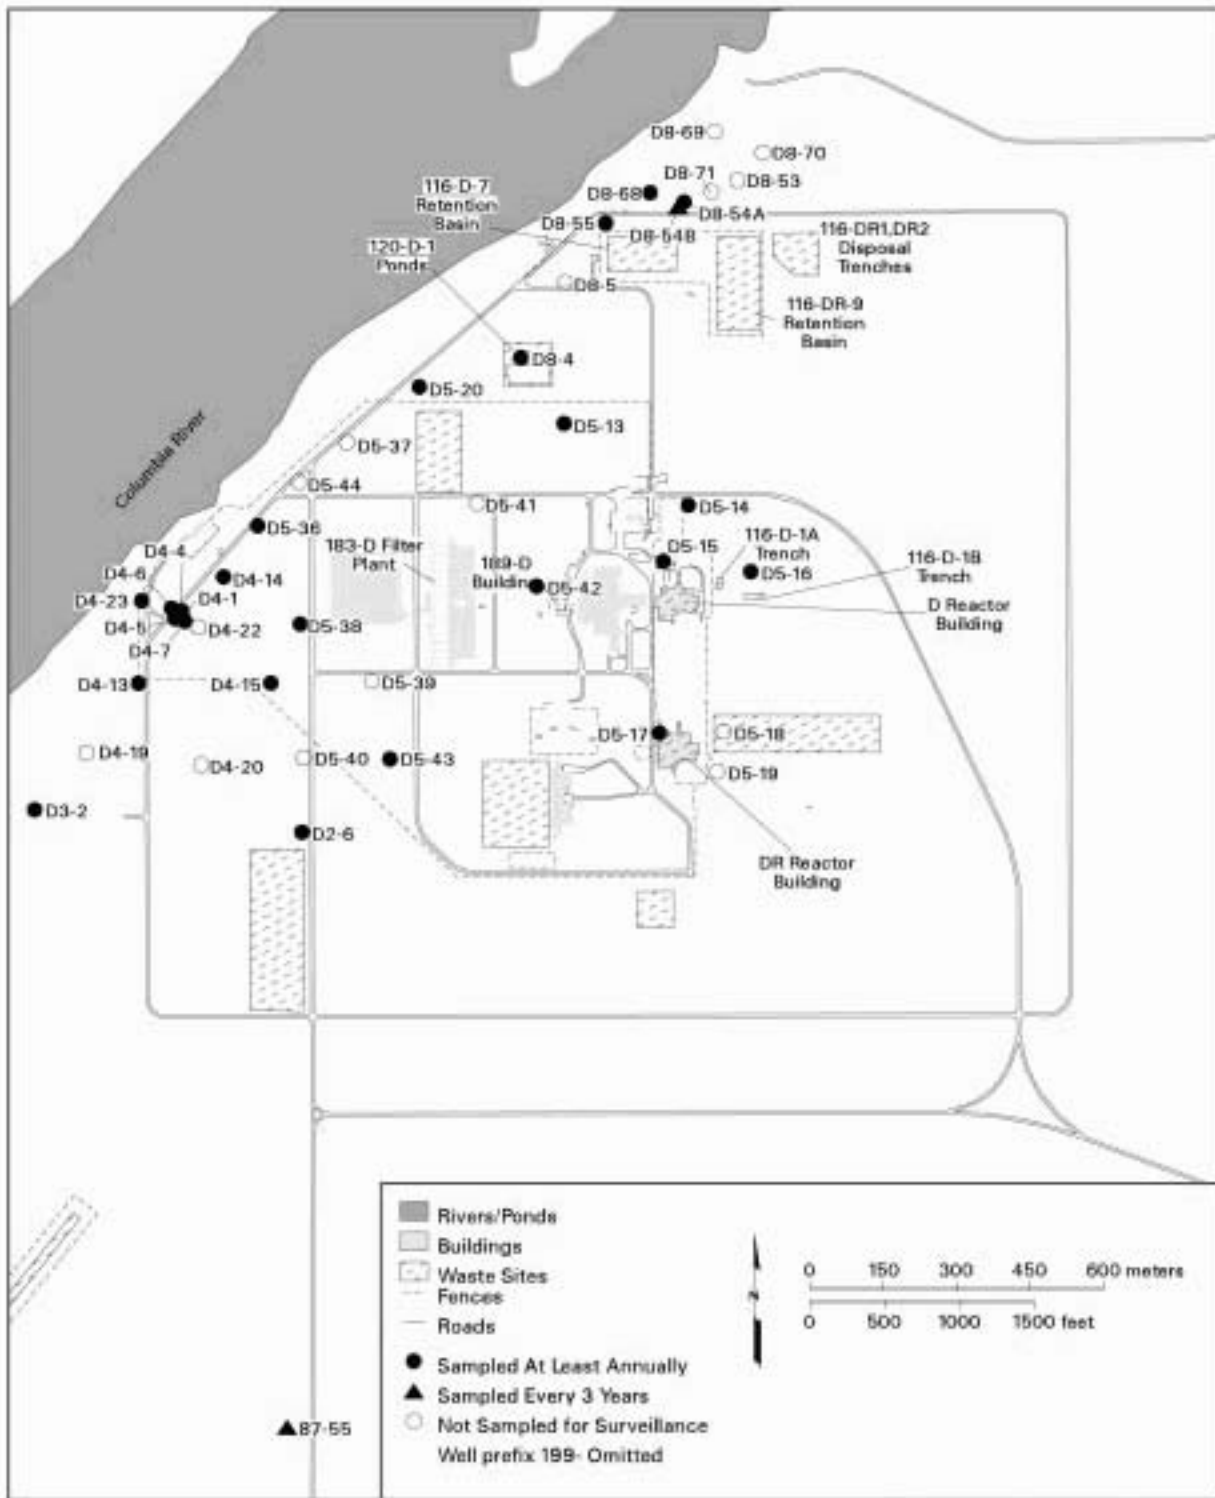 D8-69
D8-70
D8-71
D8-53
116-D-7
Retention
Basin
D8-68
D8-54A
D8-55
D8-54B
116-DR1,DR2
Disposal
Trenches
120-D-1
Ponds
D8-5
116-DR-9
Retention
Basin
D8-4
D5-20
D5-13
Columbia River
D5-37
D5-44
D5-41
D5-14
D5-36
D4-4
183-D Filter
Plant
189-D
Building
D5-15
116-D-1A
Trench
116-D-1B
Trench
D4-6
D4-14
D5-42
D5-16
D4-23
D4-1
D Reactor
Building
D4-5
D4-22
D5-38
D4-7
D4-13
D4-15
D5-39
D5-17
D5-18
D4-19
D4-20
D5-40
D5-43
D5-19
D3-2
D2-6
DR Reactor
Building
Rivers/Ponds
Buildings
Waste Sites
Fences
Roads
Sampled At Least Annually
Sampled Every 3 Years
Not Sampled for Surveillance
Well prefix 199- Omitted
0 150 300 450 600 meters
0 500 1000 1500 feet
87-55